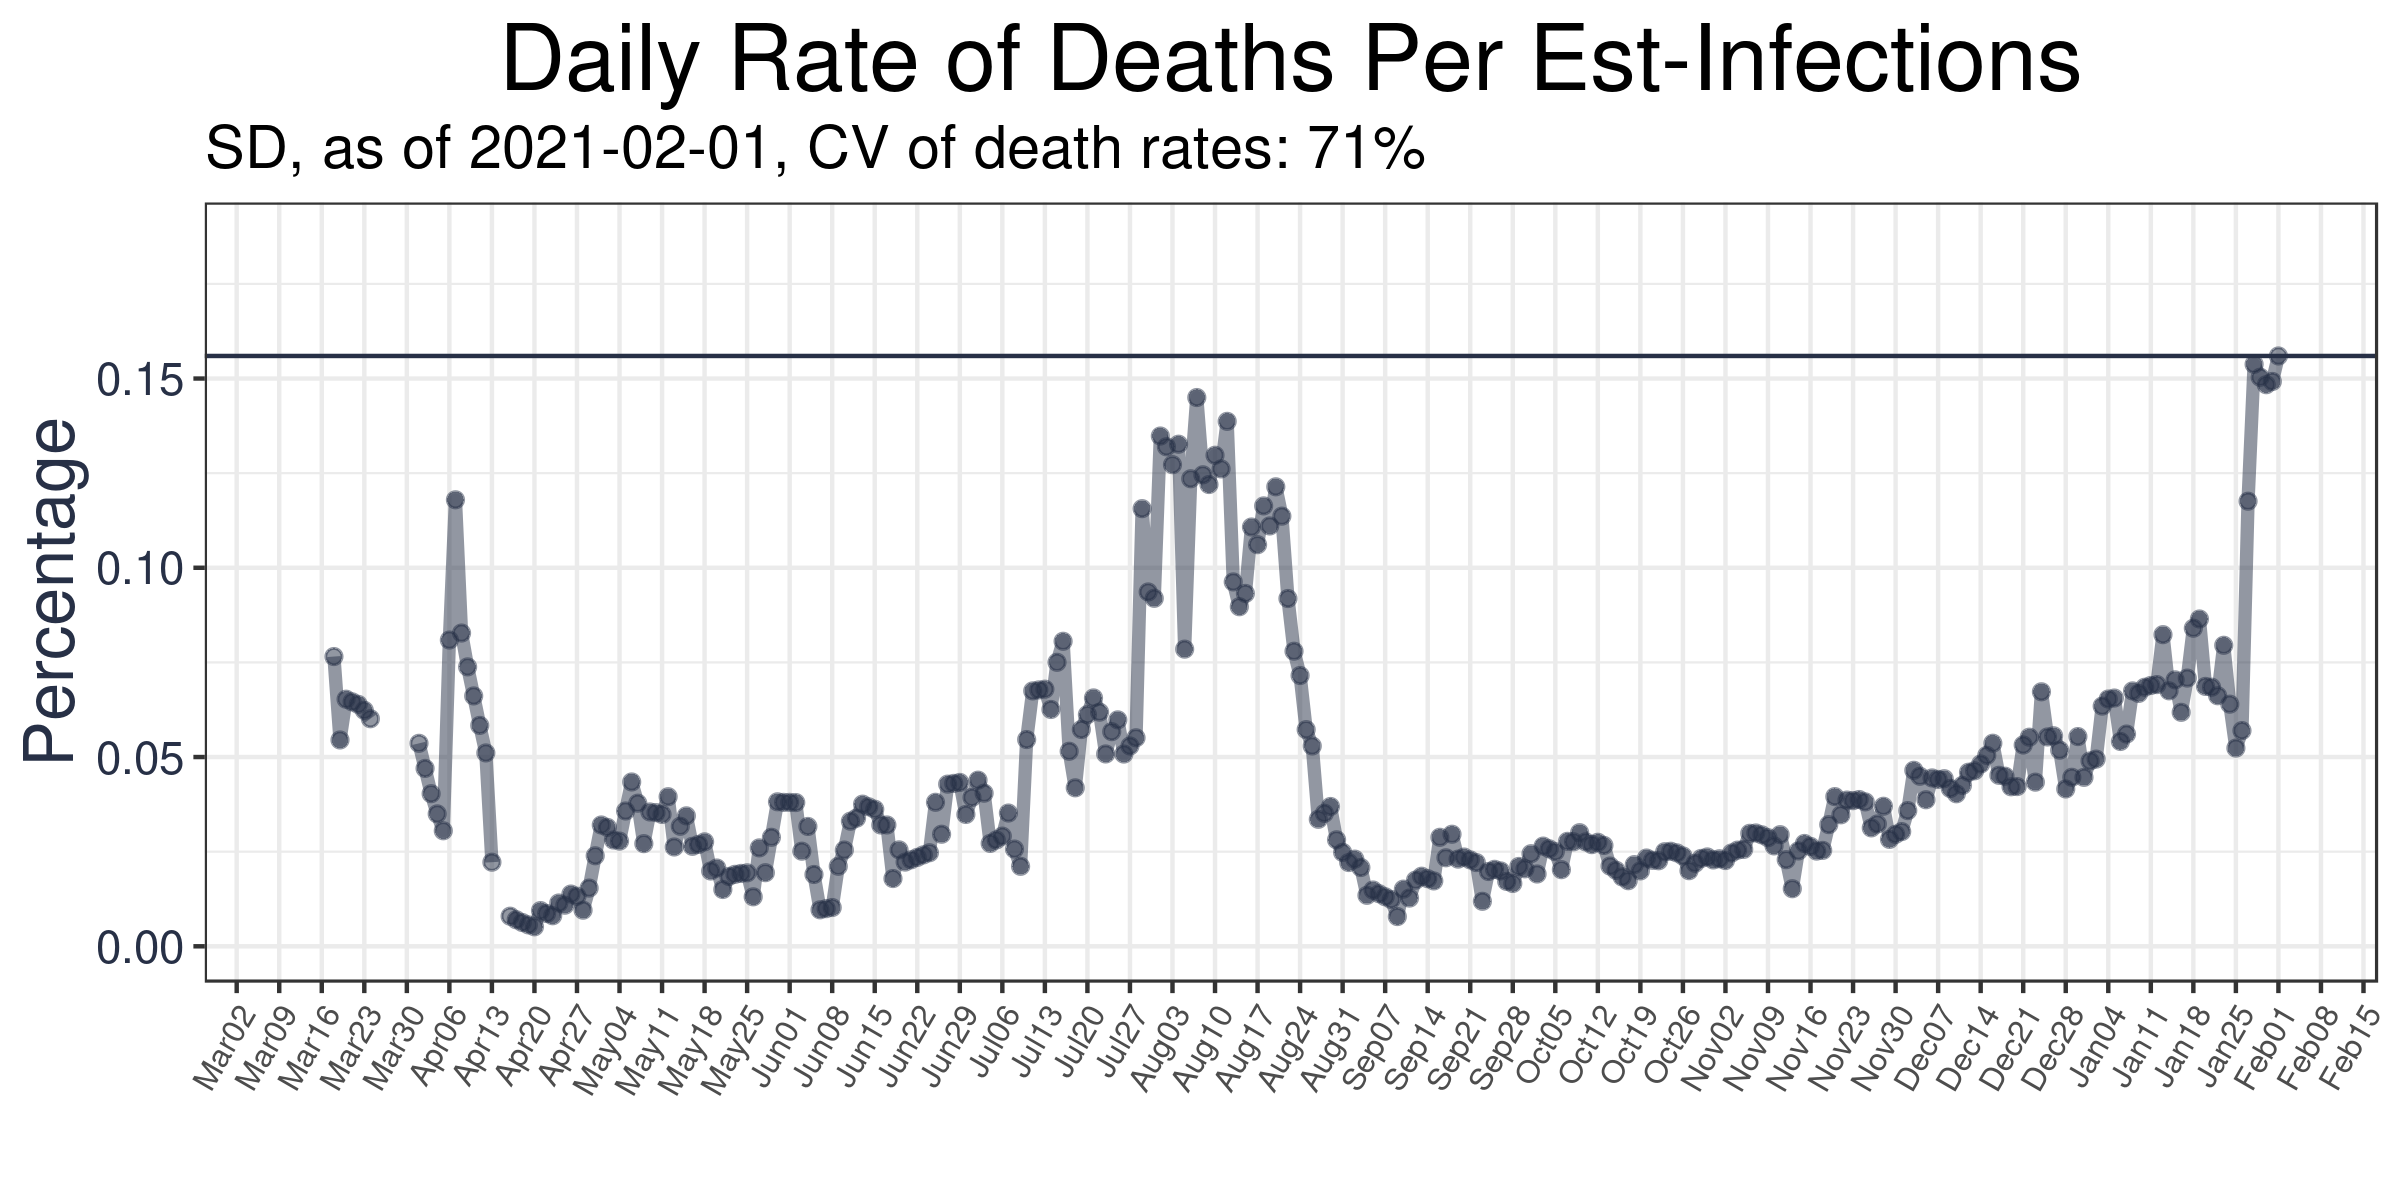 Daily Rate of Deaths Per Est-Infections
SD, as of 2021-02-01, CV of death rates: 71%
Percentage
0.15
0.10
0.05
0.00
Mar02
Mar09
Mar16
Mar23
Mar30
Apr06
Apr13
Apr20
Apr27
May04
May11
May18
May25
Jun01
Jun08
Jun15
Jun22
Jun29
Jul06
Jul13
Jul20
Jul27
Aug03
Aug10
Aug17
Aug24
Aug31
Sep07
Sep14
Sep21
Sep28
Oct05
Oct12
Oct19
Oct26
Nov02
Nov09
Nov16
Nov23
Nov30
Dec07
Dec14
Dec21
Dec28
Jan04
Jan11
Jan18
Jan25
Feb01
Feb08
Feb15